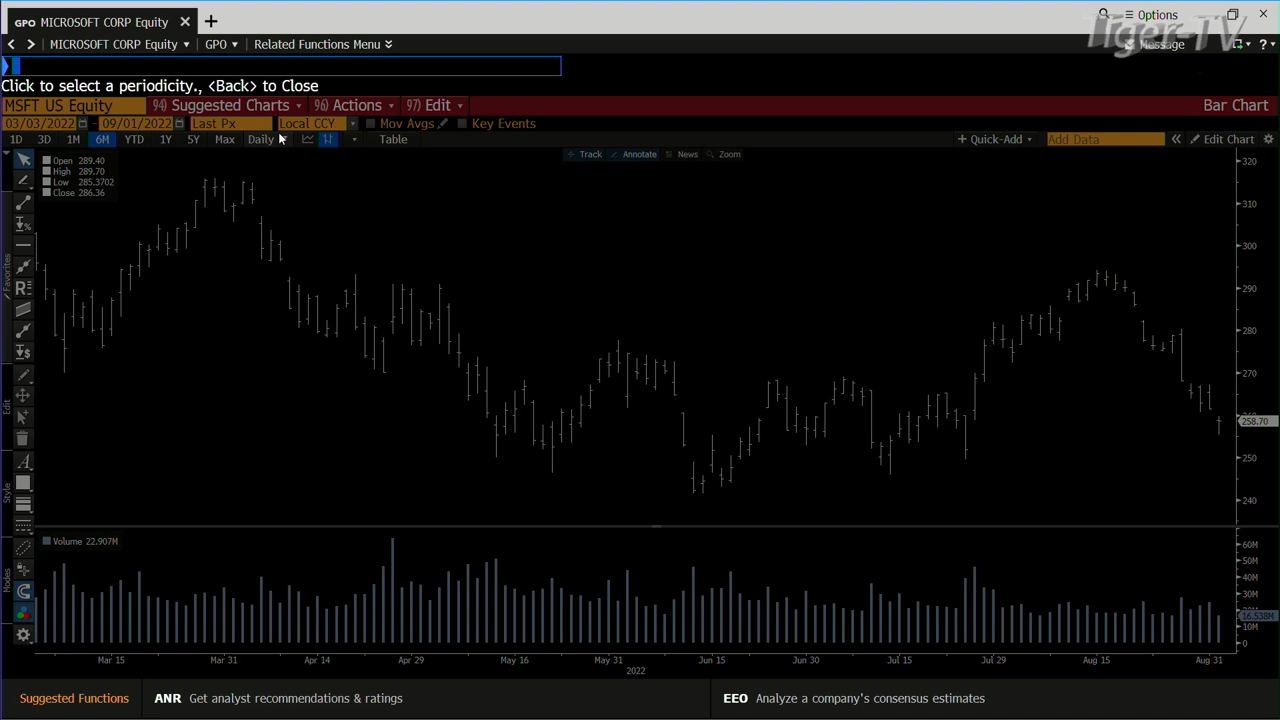 GPO MICROSOFT CORP Equity
Options
MICROSOFT CORP Equity GPO Related Functions Menu Message ?
Tiger-TV
Click to select a periodicity., <Back> to Close
MSFT US Equity 94) Suggested Charts 96) Actions 97) Edit Bar Chart
03/03/2022 - 09/01/2022 Last Px Local CCY Mov Avgs Key Events
1D 3D 1M 6M YTD 1Y 5Y Max Daily Table + Quick-Add Add Data « Edit Chart
Track Annotate News Zoom
Open 289.40
High 289.70
Low 285.3702
Close 286.36
320
310
300
290
280
270
258.70
250
240
Favorites
Edit
Style
Modes
Volume 22.907M
60M
50M
40M
30M
16.538M
10M
0
Mar 15 Mar 31 Apr 14 Apr 29 May 16 May 31 Jun 15 Jun 30 Jul 15 Jul 29 Aug 15 Aug 31
2022
Suggested Functions ANR Get analyst recommendations & ratings EEO Analyze a company's consensus estimates